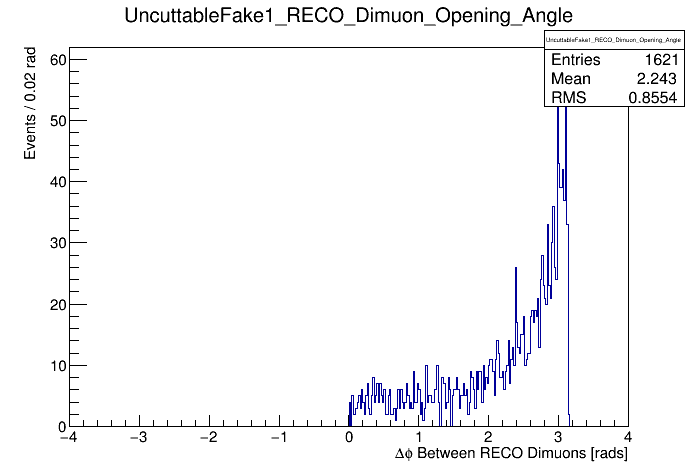 UncuttableFake1_RECO_Dimuon_Opening_Angle
UncuttableFake1_RECO_Dimuon_Opening_Angle
Entries 1621
Mean 2.243
RMS 0.8554
Events / 0.02 rad
60
50
40
30
20
10
0
−4 −3 −2 −1 0 1 2 3 4
Δϕ Between RECO Dimuons [rads]